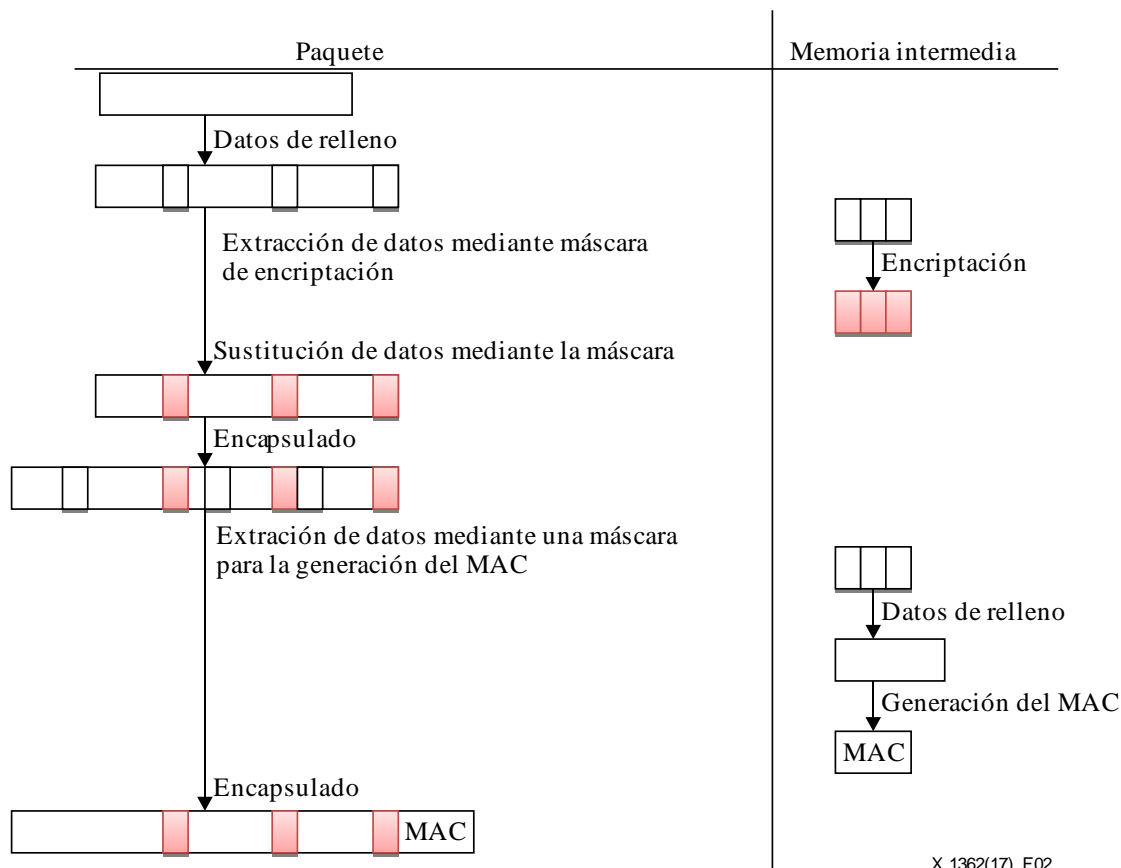 Paquete
Memoria intermedia
Datos de relleno
Extracción de datos mediante máscara
de encriptación
Encriptación
Sustitución de datos mediante la máscara
Encapsulado
Extración de datos mediante una máscara
para la generación del MAC
Datos de relleno
Generación del MAC
MAC
Encapsulado
MAC
X.1362(17)_F02